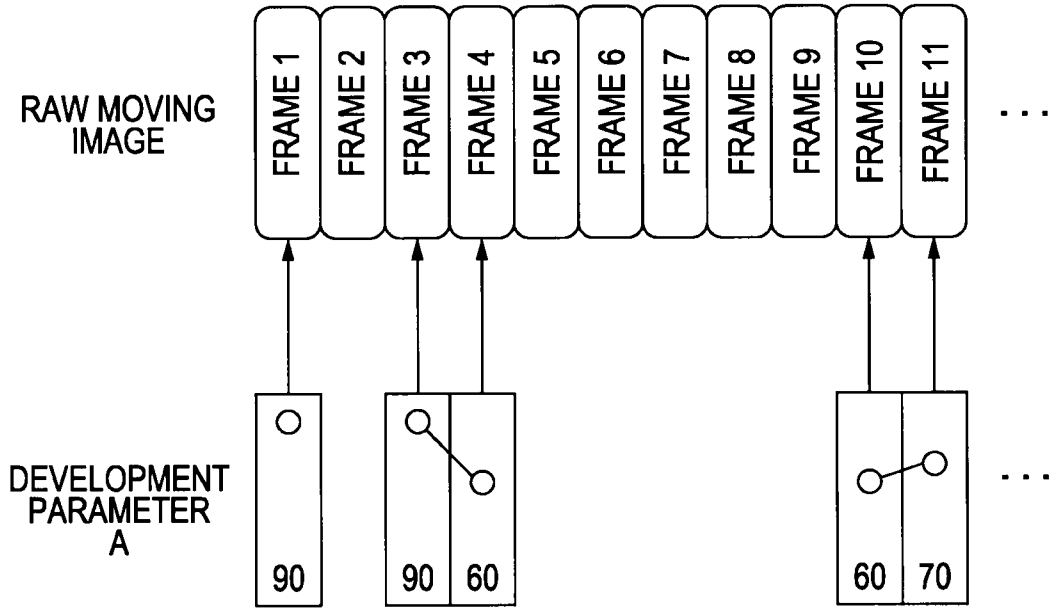 RAW MOVING
IMAGE
FRAME 1
FRAME 2
FRAME 3
FRAME 4
FRAME 5
FRAME 6
FRAME 7
FRAME 8
FRAME 9
FRAME 10
FRAME 11
. . .
DEVELOPMENT
PARAMETER
A
90
90
60
60
70
. . .